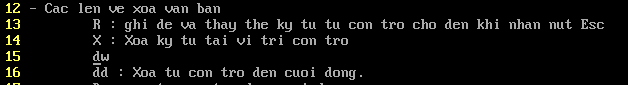 12 - Cac len ve xoa van ban
13 R : ghi de va thay the ky tu tu con tro cho den khi nhan nut Esc
14 X : Xoa ky tu tai vi tri con tro
15 dw
16 dd : Xoa tu con tro den cuoi dong.